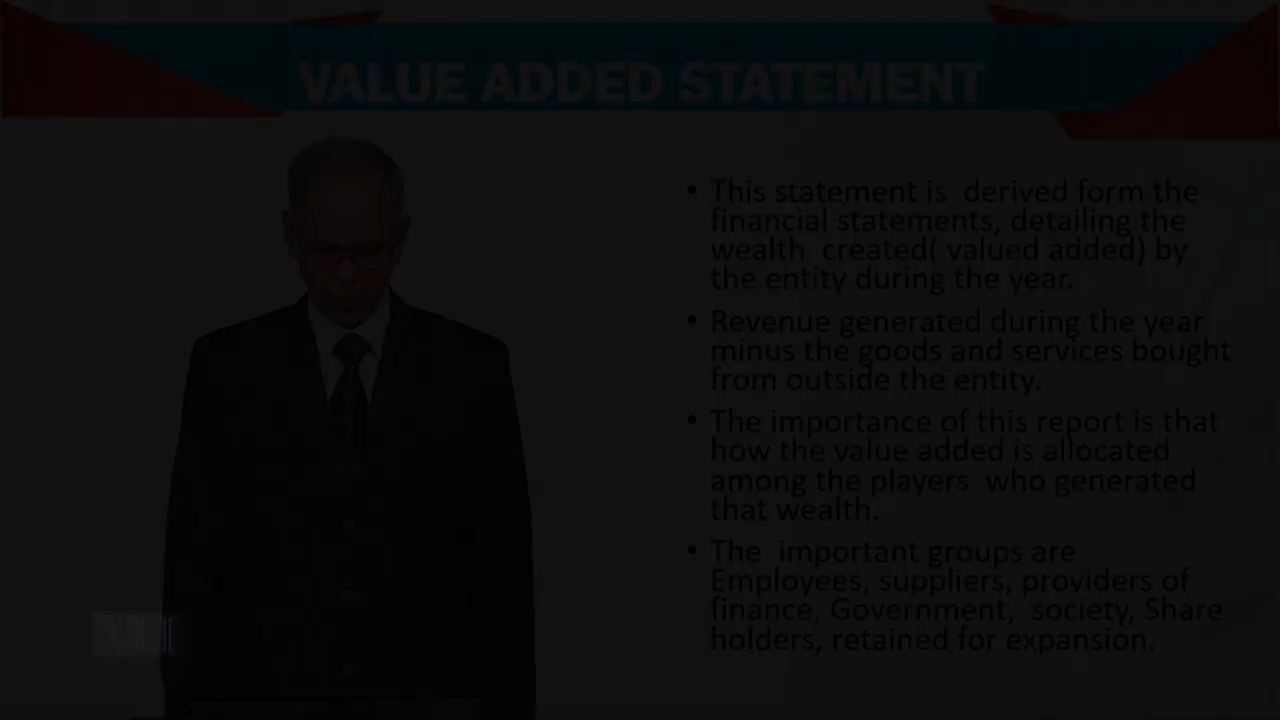 VALUE ADDED STATEMENT
• This statement is derived form the
financial statements, detailing the
wealth created( valued added) by
the entity during the year.
• Revenue generated during the year
minus the goods and services bought
from outside the entity.
• The importance of this report is that
how the value added is allocated
among the players who generated
that wealth.
• The important groups are
Employees, suppliers, providers of
finance, Government, society, Share
holders, retained for expansion.